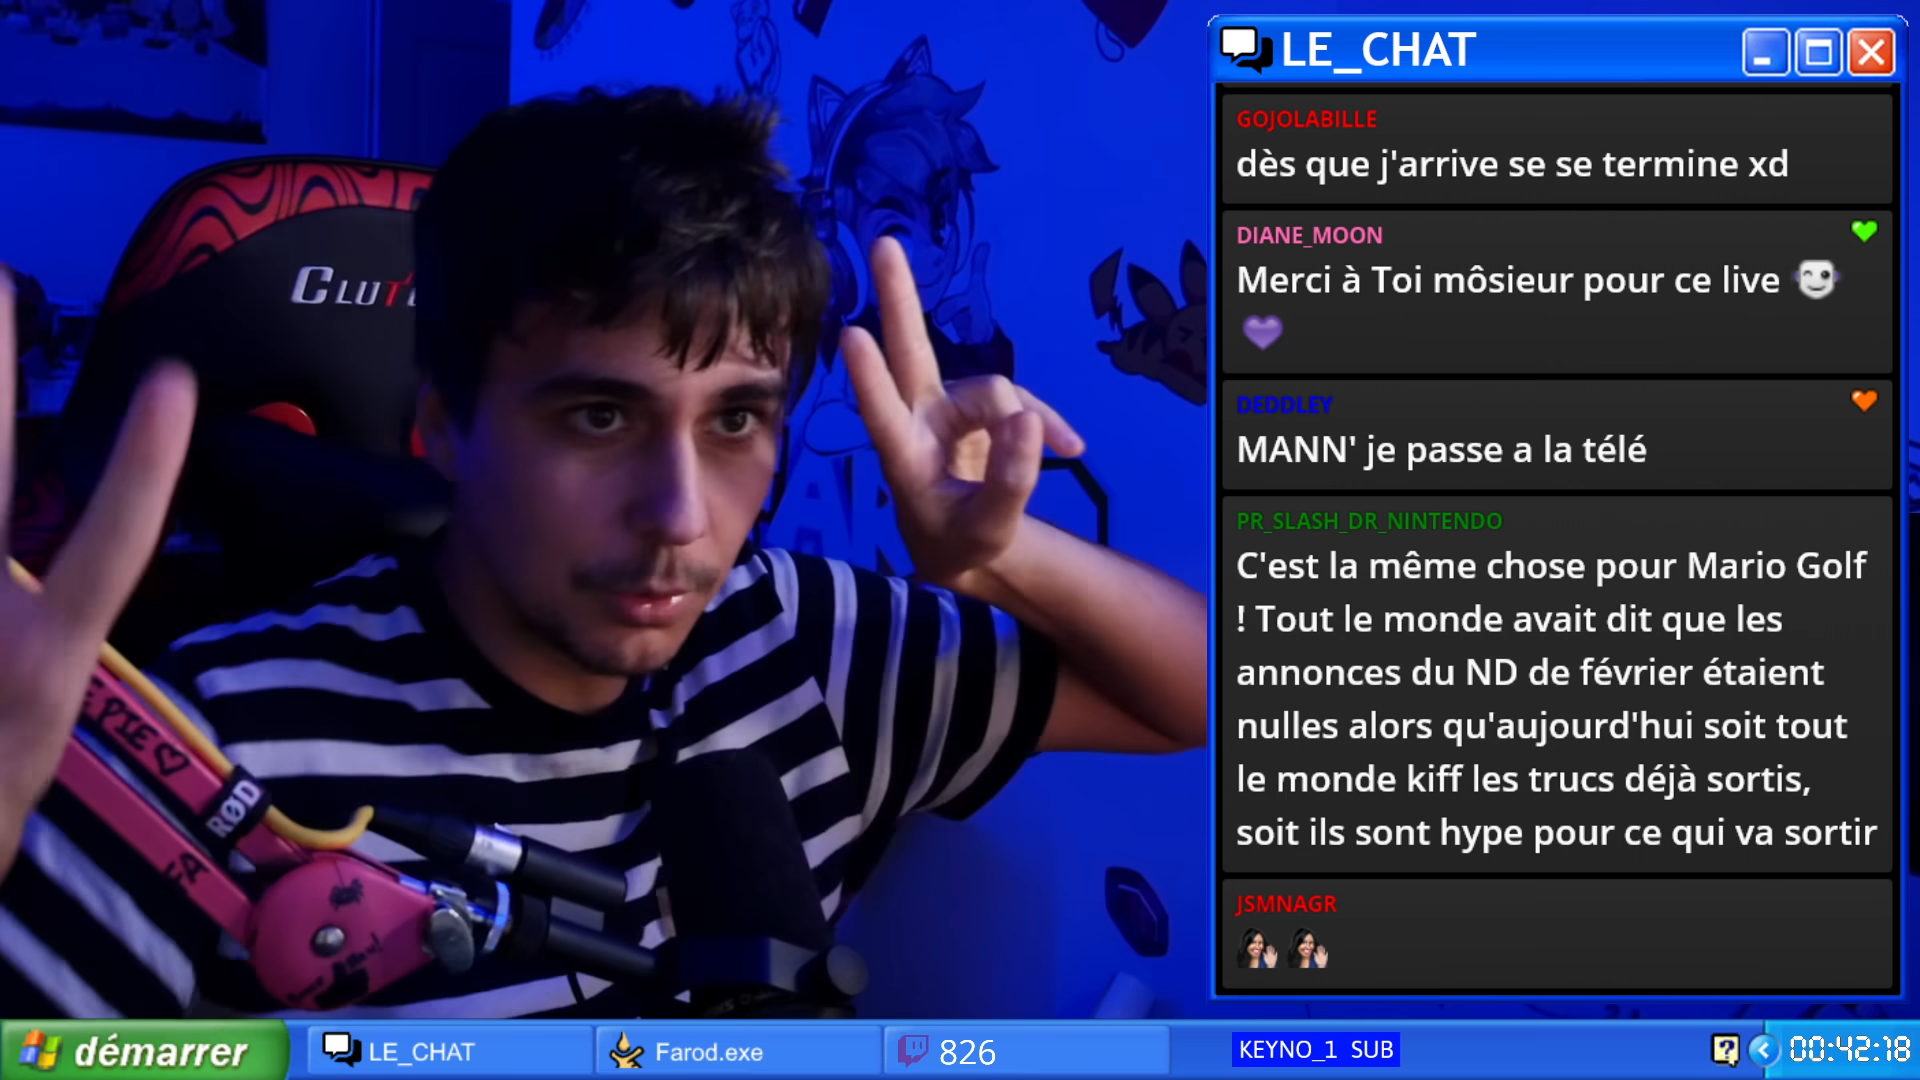 LE_CHAT
GOJOLABILLE
dès que j'arrive se se termine xd
DIANE_MOON
Merci à Toi môsieur pour ce live
DEDDLEY
MANN' je passe a la télé
PR_SLASH_DR_NINTENDO
C'est la même chose pour Mario Golf
! Tout le monde avait dit que les
annonces du ND de février étaient
nulles alors qu'aujourd'hui soit tout
le monde kiff les trucs déjà sortis,
soit ils sont hype pour ce qui va sortir
JSMNAGR
PIE
RØD
démarrer
LE_CHAT
Farod.exe
826
KEYNO_1 SUB
00:42:18